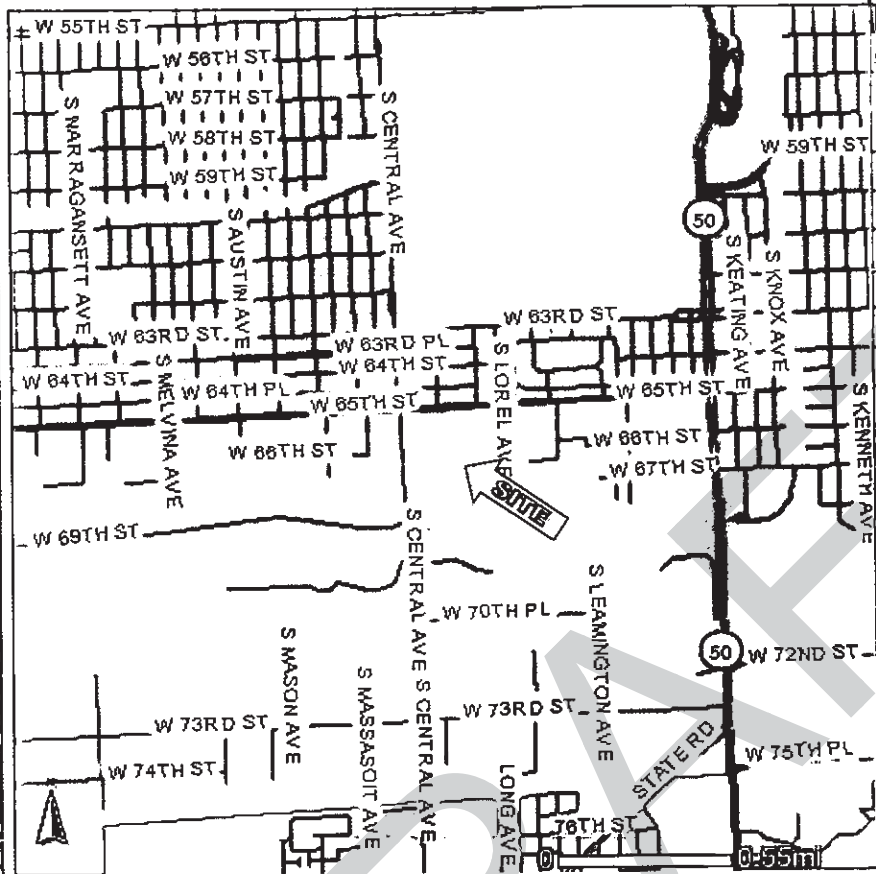 W 55TH ST
W 56TH ST
W 57TH ST
W 58TH ST
W 59TH ST
S NARRAGANSETT AVE
S AUSTIN AVE
S CENTRAL AVE
W 59TH ST
50
S KEATING AVE
S KNOX AVE
W 63RD ST
W 63RD PL
W 63RD ST
W 64TH ST
W 64TH ST
W 64TH PL
W 65TH ST
W 65TH ST
S MELVINA AVE
S LOREL AVE
S KENNETH AVE
W 66TH ST
W 66TH ST
W 67TH ST
SITE
W 69TH ST
S CENTRAL AVE
S CENTRAL AVE
W 70TH PL
S LEAMINGTON AVE
50
W 72ND ST
S MASON AVE
S MASSASOIT AVE
W 73RD ST
W 73RD ST
W 74TH ST
STATE RD
W 75TH PL
LONG AVE
76TH ST
0
0.55mi
DRAFT